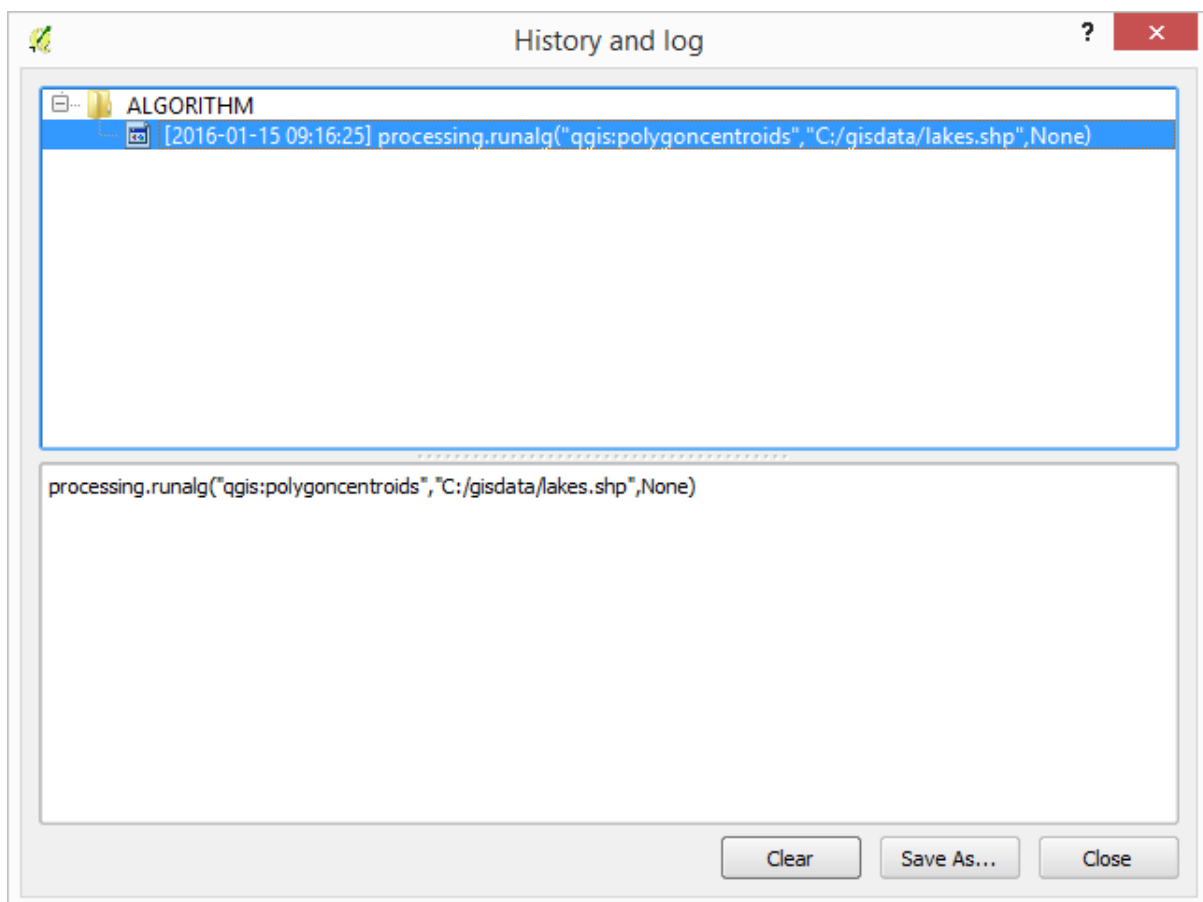 History and log
?
×
ALGORITHM
[2016-01-15 09:16:25] processing.runalg("qgis:polygoncentroids","C:/gisdata/lakes.shp",None)
processing.runalg("qgis:polygoncentroids","C:/gisdata/lakes.shp",None)
Clear
Save As...
Close